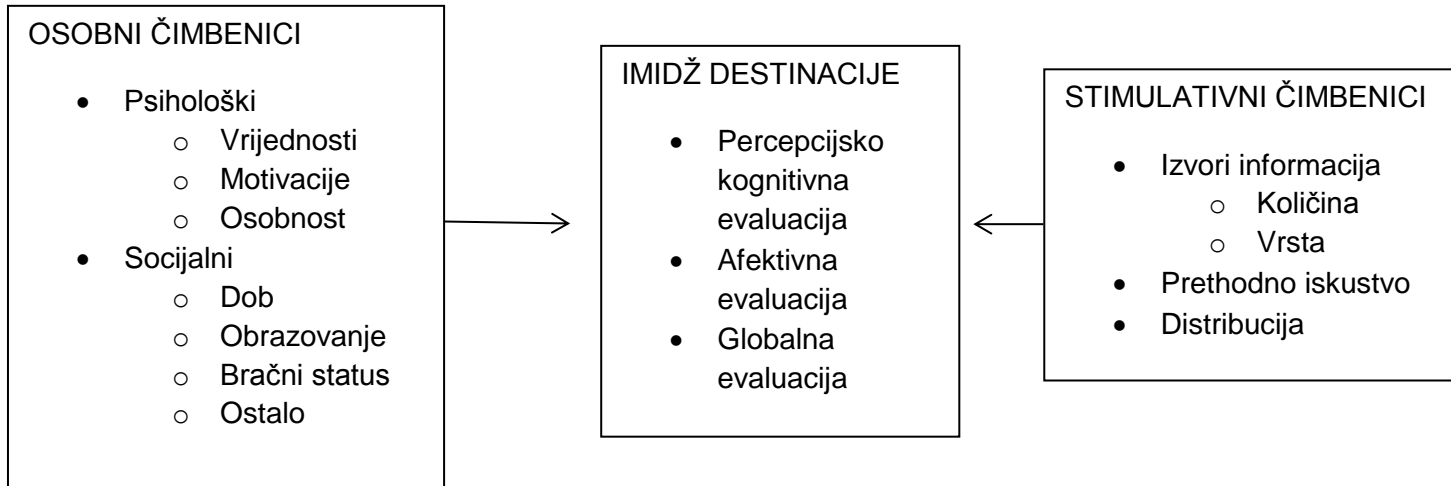 OSOBNI ČIMBENICI
• Psihološki
o Vrijednosti
o Motivacije
o Osobnost
• Socijalni
o Dob
o Obrazovanje
o Bračni status
o Ostalo
IMIDŽ DESTINACIJE
• Percepcijsko
kognitivna
evaluacija
• Afektivna
evaluacija
• Globalna
evaluacija
STIMULATIVNI ČIMBENICI
• Izvori informacija
o Količina
o Vrsta
• Prethodno iskustvo
• Distribucija